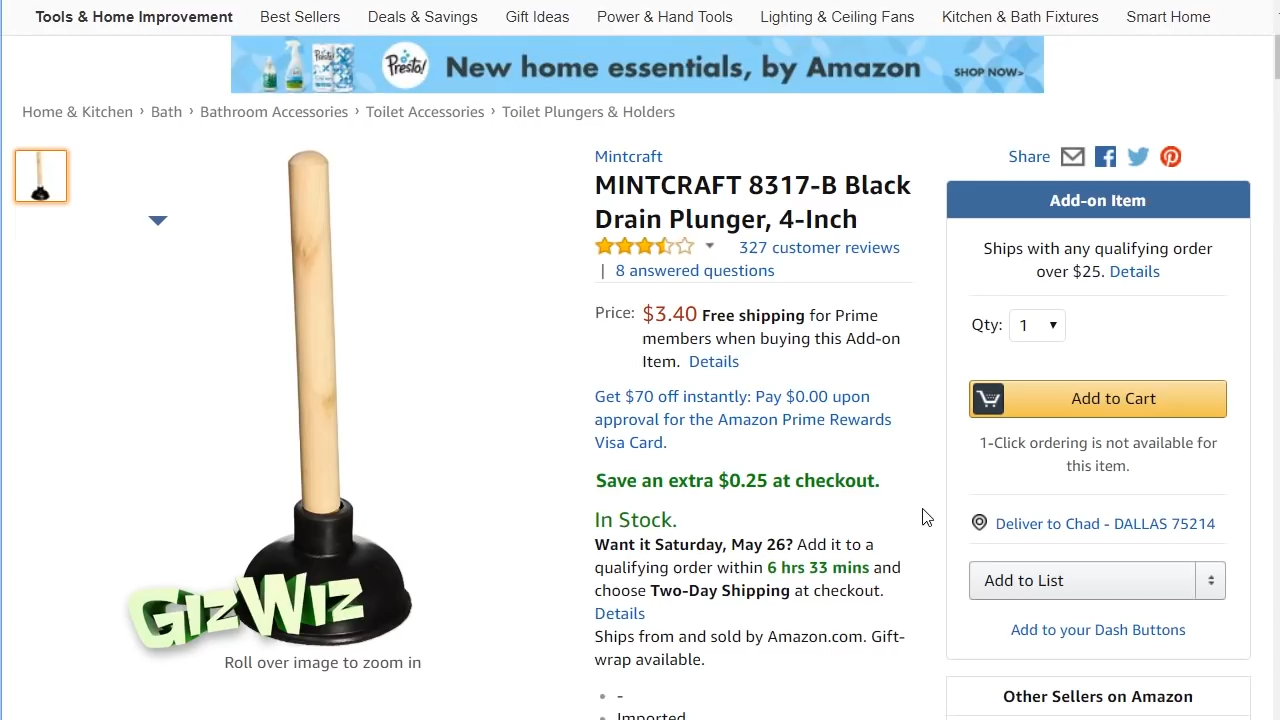 Tools & Home Improvement Best Sellers Deals & Savings Gift Ideas Power & Hand Tools Lighting & Ceiling Fans Kitchen & Bath Fixtures Smart Home
Presto! New home essentials, by Amazon SHOP NOW>
Home & Kitchen › Bath › Bathroom Accessories › Toilet Accessories › Toilet Plungers & Holders
Mintcraft
MINTCRAFT 8317-B Black
Drain Plunger, 4-Inch
327 customer reviews
| 8 answered questions
Price: $3.40 Free shipping for Prime
members when buying this Add-on
Item. Details
Get $70 off instantly: Pay $0.00 upon
approval for the Amazon Prime Rewards
Visa Card.
Save an extra $0.25 at checkout.
In Stock.
Want it Saturday, May 26? Add it to a
qualifying order within 6 hrs 33 mins and
choose Two-Day Shipping at checkout.
Details
Ships from and sold by Amazon.com. Gift-
wrap available.
-
Imported
GizWiz
Roll over image to zoom in
Share
Add-on Item
Ships with any qualifying order
over $25. Details
Qty: 1
Add to Cart
1-Click ordering is not available for
this item.
Deliver to Chad - DALLAS 75214
Add to List
Add to your Dash Buttons
Other Sellers on Amazon